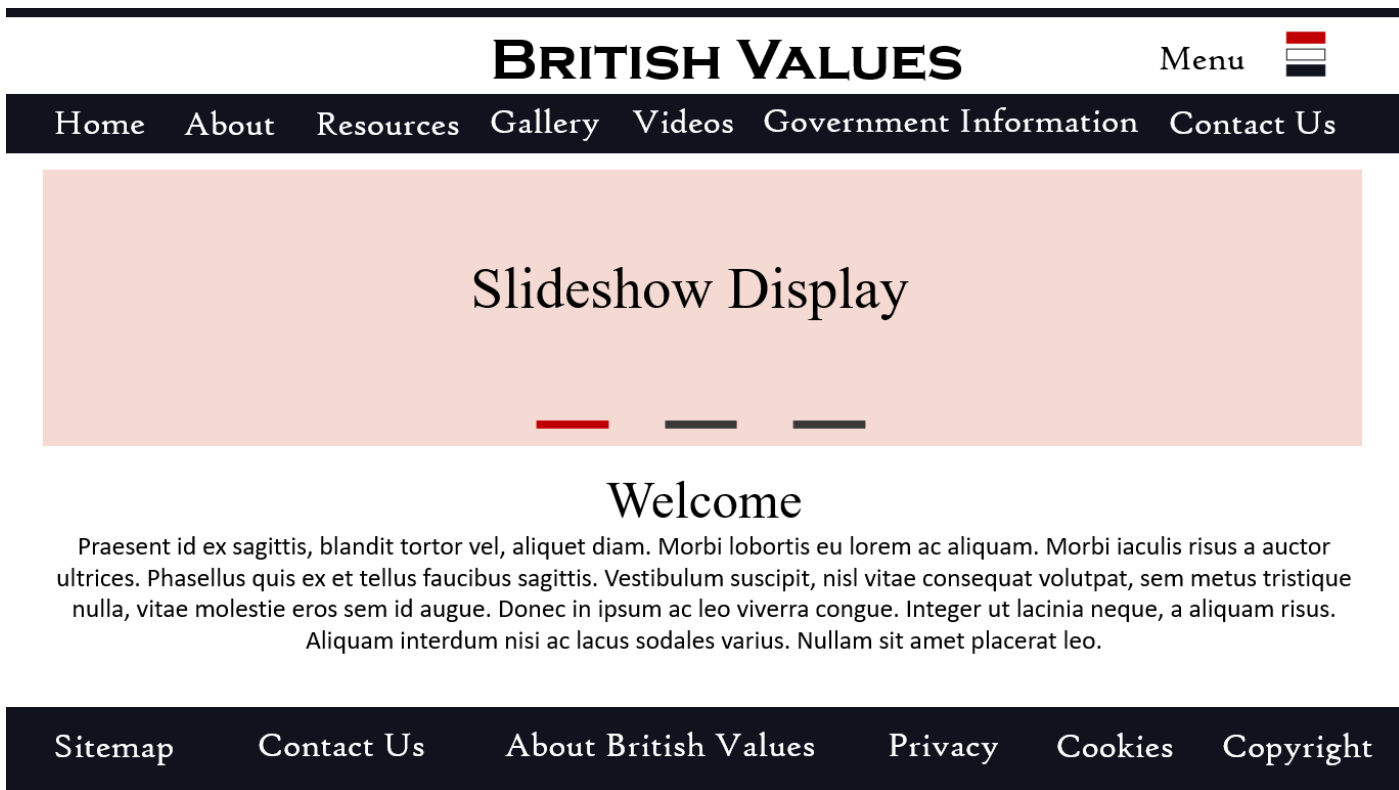 British Values
Menu
Home About Resources Gallery Videos Government Information Contact Us
Slideshow Display
Welcome
Praesent id ex sagittis, blandit tortor vel, aliquet diam. Morbi lobortis eu lorem ac aliquam. Morbi iaculis risus a auctor
ultrices. Phasellus quis ex et tellus faucibus sagittis. Vestibulum suscipit, nisl vitae consequat volutpat, sem metus tristique
nulla, vitae molestie eros sem id augue. Donec in ipsum ac leo viverra congue. Integer ut lacinia neque, a aliquam risus.
Aliquam interdum nisi ac lacus sodales varius. Nullam sit amet placerat leo.
Sitemap Contact Us About British Values Privacy Cookies Copyright